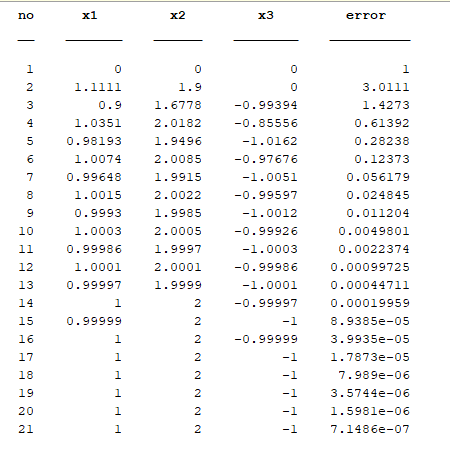 no x1 x2 x3 error
1 0 0 0 1
2 1.1111 1.9 0 3.0111
3 0.9 1.6778 -0.99394 1.4273
4 1.0351 2.0182 -0.85556 0.61392
5 0.98193 1.9496 -1.0162 0.28238
6 1.0074 2.0085 -0.97676 0.12373
7 0.99648 1.9915 -1.0051 0.056179
8 1.0015 2.0022 -0.99597 0.024845
9 0.9993 1.9985 -1.0012 0.011204
10 1.0003 2.0005 -0.99926 0.0049801
11 0.99986 1.9997 -1.0003 0.0022374
12 1.0001 2.0001 -0.99986 0.00099725
13 0.99997 1.9999 -1.0001 0.00044711
14 1 2 -0.99997 0.00019959
15 0.99999 2 -1 8.9385e-05
16 1 2 -0.99999 3.9935e-05
17 1 2 -1 1.7873e-05
18 1 2 -1 7.989e-06
19 1 2 -1 3.5744e-06
20 1 2 -1 1.5981e-06
21 1 2 -1 7.1486e-07